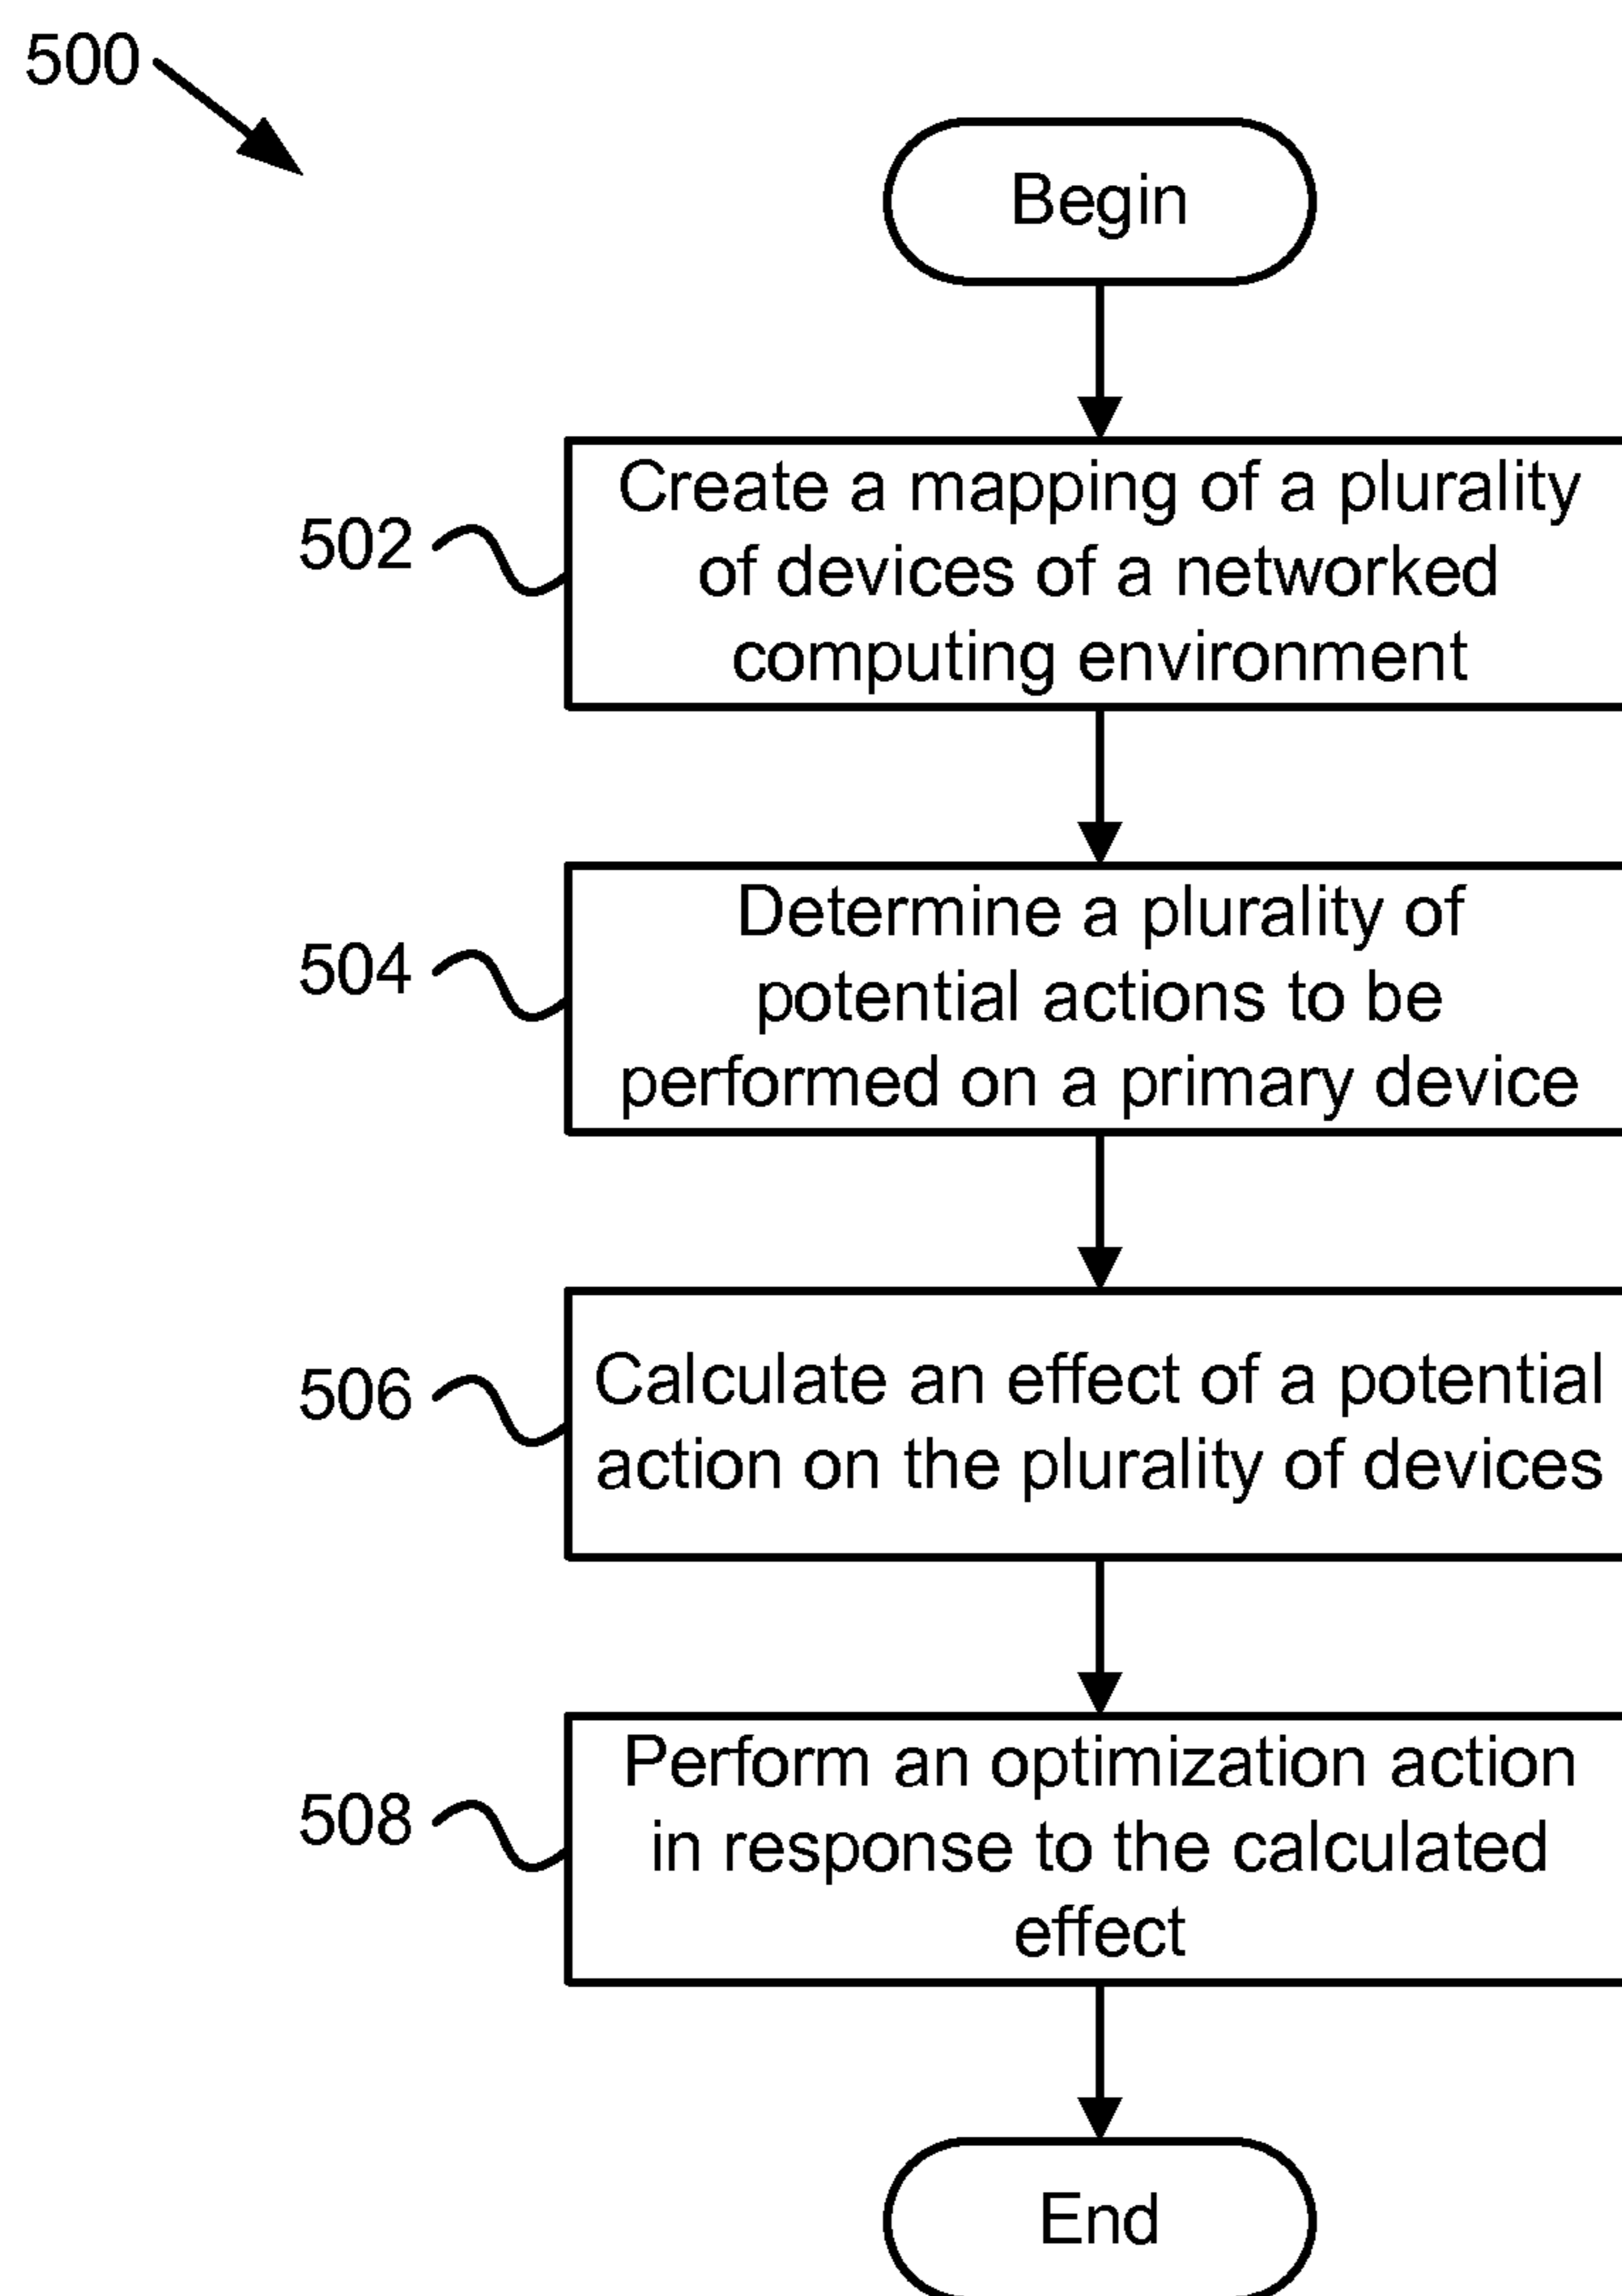 500
Begin
502
Create a mapping of a plurality
of devices of a networked
computing environment
504
Determine a plurality of
potential actions to be
performed on a primary device
506
Calculate an effect of a potential
action on the plurality of devices
508
Perform an optimization action
in response to the calculated
effect
End